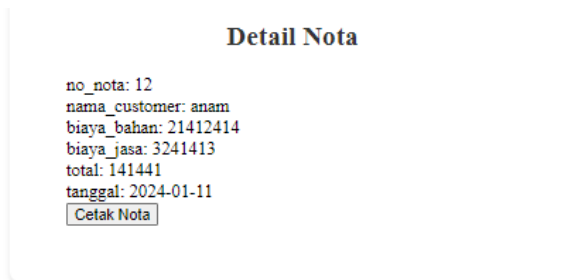 Detail Nota
no_nota: 12
nama_customer: anam
biaya_bahan: 21412414
biaya_jasa: 3241413
total: 141441
tanggal: 2024-01-11
Cetak Nota